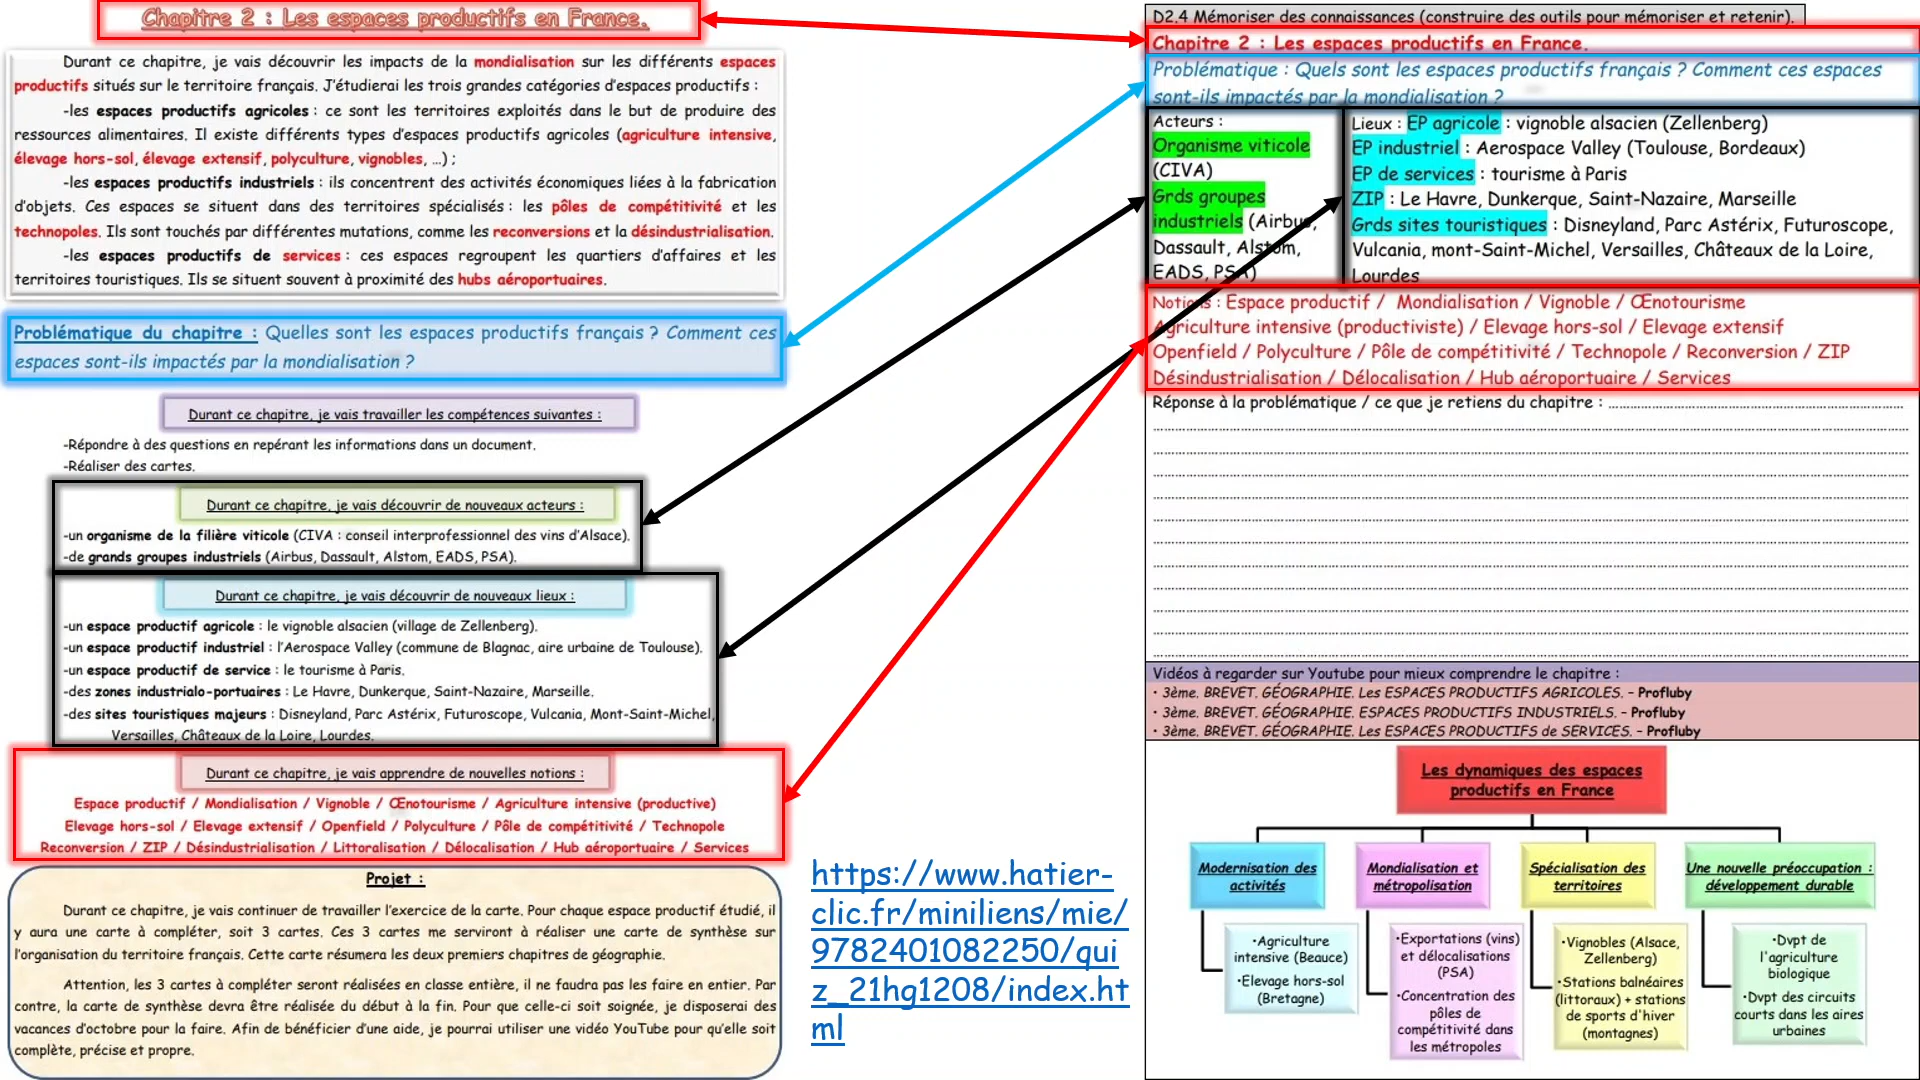 Chapitre 2 : Les espaces productifs en France.
Durant ce chapitre, je vais découvrir les impacts de la mondialisation sur les différents espaces
productifs situés sur le territoire français. J'étudierai les trois grandes catégories d'espaces productifs :
-les espaces productifs agricoles : ce sont les territoires exploités dans le but de produire des
ressources alimentaires. Il existe différents types d'espaces productifs agricoles (agriculture intensive,
élevage hors-sol, élevage extensif, polyculture, vignobles, …) ;
-les espaces productifs industriels : ils concentrent des activités économiques liées à la fabrication
d'objets. Ces espaces se situent dans des territoires spécialisés : les pôles de compétitivité et les
technopoles. Ils sont touchés par différentes mutations, comme les reconversions et la désindustrialisation.
-les espaces productifs de services : ces espaces regroupent les quartiers d'affaires et les
territoires touristiques. Ils se situent souvent à proximité des hubs aéroportuaires.
Problématique du chapitre : Quelles sont les espaces productifs français ? Comment ces
espaces sont-ils impactés par la mondialisation ?
Durant ce chapitre, je vais travailler les compétences suivantes :
-Répondre à des questions en repérant les informations dans un document.
-Réaliser des cartes.
Durant ce chapitre, je vais découvrir de nouveaux acteurs :
-un organisme de la filière viticole (CIVA : conseil interprofessionnel des vins d'Alsace).
-de grands groupes industriels (Airbus, Dassault, Alstom, EADS, PSA).
Durant ce chapitre, je vais découvrir de nouveaux lieux :
-un espace productif agricole : le vignoble alsacien (village de Zellenberg).
-un espace productif industriel : l'Aerospace Valley (commune de Blagnac, aire urbaine de Toulouse).
-un espace productif de service : le tourisme à Paris.
-des zones industrialo-portuaires : Le Havre, Dunkerque, Saint-Nazaire, Marseille.
-des sites touristiques majeurs : Disneyland, Parc Astérix, Futuroscope, Vulcania, Mont-Saint-Michel,
Versailles, Châteaux de la Loire, Lourdes.
Durant ce chapitre, je vais apprendre de nouvelles notions :
Espace productif / Mondialisation / Vignoble / Œnotourisme / Agriculture intensive (productive)
Elevage hors-sol / Elevage extensif / Openfield / Polyculture / Pôle de compétitivité / Technopole
Reconversion / ZIP / Désindustrialisation / Littoralisation / Délocalisation / Hub aéroportuaire / Services
Projet :
Durant ce chapitre, je vais continuer de travailler l'exercice de la carte. Pour chaque espace productif étudié, il
y aura une carte à compléter, soit 3 cartes. Ces 3 cartes me serviront à réaliser une carte de synthèse sur
l'organisation du territoire français. Cette carte résumera les deux premiers chapitres de géographie.
Attention, les 3 cartes à compléter seront réalisées en classe entière, il ne faudra pas les faire en entier. Par
contre, la carte de synthèse devra être réalisée du début à la fin. Pour que celle-ci soit soignée, je disposerai des
vacances d'octobre pour la faire. Afin de bénéficier d'une aide, je pourrai utiliser une vidéo YouTube pour qu'elle soit
complète, précise et propre.
https://www.hatier-
clic.fr/miniliens/mie/
9782401082250/qui
z_21hg1208/index.ht
ml
D2.4 Mémoriser des connaissances (construire des outils pour mémoriser et retenir).
Chapitre 2 : Les espaces productifs en France.
Problématique : Quels sont les espaces productifs français ? Comment ces espaces
sont-ils impactés par la mondialisation ?
Acteurs :
Organisme viticole
(CIVA)
Grds groupes
industriels (Airbus,
Dassault, Alstom,
EADS, PSA)
Lieux : EP agricole : vignoble alsacien (Zellenberg)
EP industriel : Aerospace Valley (Toulouse, Bordeaux)
EP de services : tourisme à Paris
ZIP : Le Havre, Dunkerque, Saint-Nazaire, Marseille
Grds sites touristiques : Disneyland, Parc Astérix, Futuroscope,
Vulcania, mont-Saint-Michel, Versailles, Châteaux de la Loire,
Lourdes
Notions : Espace productif / Mondialisation / Vignoble / Œnotourisme
Agriculture intensive (productiviste) / Elevage hors-sol / Elevage extensif
Openfield / Polyculture / Pôle de compétitivité / Technopole / Reconversion / ZIP
Désindustrialisation / Délocalisation / Hub aéroportuaire / Services
Réponse à la problématique / ce que je retiens du chapitre :
Vidéos à regarder sur Youtube pour mieux comprendre le chapitre :
• 3ème. BREVET. GÉOGRAPHIE. Les ESPACES PRODUCTIFS AGRICOLES. – Profluby
• 3ème. BREVET. GÉOGRAPHIE. ESPACES PRODUCTIFS INDUSTRIELS. – Profluby
• 3ème. BREVET. GÉOGRAPHIE. Les ESPACES PRODUCTIFS de SERVICES. – Profluby
Les dynamiques des espaces
productifs en France
Modernisation des
activités
•Agriculture
intensive (Beauce)
•Elevage hors-sol
(Bretagne)
Mondialisation et
métropolisation
•Exportations (vins)
et délocalisations
(PSA)
•Concentration des
pôles de
compétitivité dans
les métropoles
Spécialisation des
territoires
•Vignobles (Alsace,
Zellenberg)
•Stations balnéaires
(littoraux) + stations
de sports d'hiver
(montagnes)
Une nouvelle préoccupation :
développement durable
•Dvpt de
l'agriculture
biologique
•Dvpt des circuits
courts dans les aires
urbaines